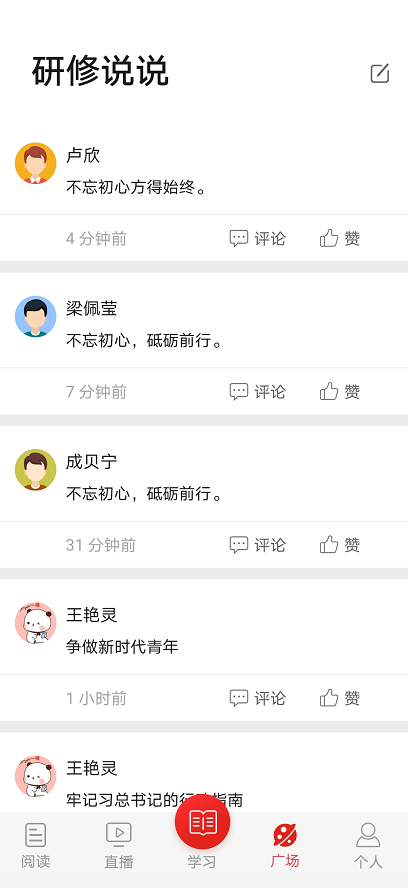 研修说说
卢欣
不忘初心方得始终。
4 分钟前 评论 赞
梁佩莹
不忘初心，砥砺前行。
7 分钟前 评论 赞
成贝宁
不忘初心，砥砺前行。
31 分钟前 评论 赞
王艳灵
争做新时代青年
1 小时前 评论 赞
王艳灵
牢记习总书记的行动指南
阅读 直播 学习 广场 个人